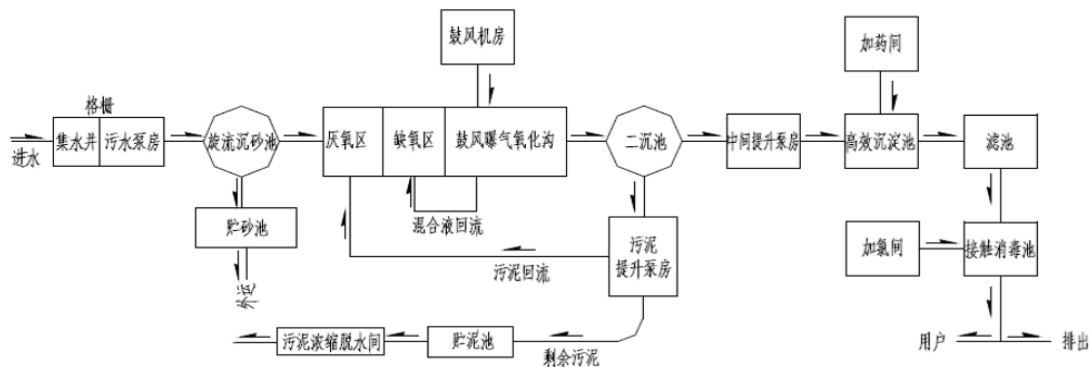 鼓风机房
加药间
格栅
集水井
污水泵房
旋流沉砂池
厌氧区
缺氧区
鼓风曝气氧化沟
二沉池
中间提升泵房
高效沉淀池
滤池
进水
贮砂池
混合液回流
污泥
提升泵房
污泥回流
外运
加氯间
接触消毒池
污泥浓缩脱水间
贮泥池
剩余污泥
用户
排出